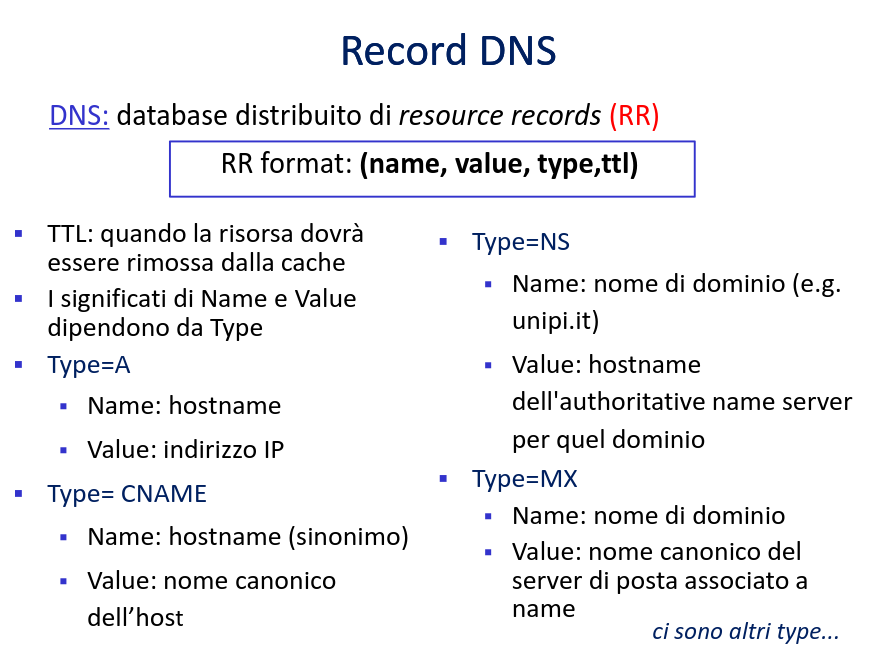 Record DNS
DNS: database distribuito di resource records (RR)
RR format: (name, value, type,ttl)
▪ TTL: quando la risorsa dovrà
essere rimossa dalla cache
▪ I significati di Name e Value
dipendono da Type
▪ Type=A
▪ Name: hostname
▪ Value: indirizzo IP
▪ Type= CNAME
▪ Name: hostname (sinonimo)
▪ Value: nome canonico
dell’host
▪ Type=NS
▪ Name: nome di dominio (e.g.
unipi.it)
▪ Value: hostname
dell'authoritative name server
per quel dominio
▪ Type=MX
▪ Name: nome di dominio
▪ Value: nome canonico del
server di posta associato a
name
ci sono altri type...